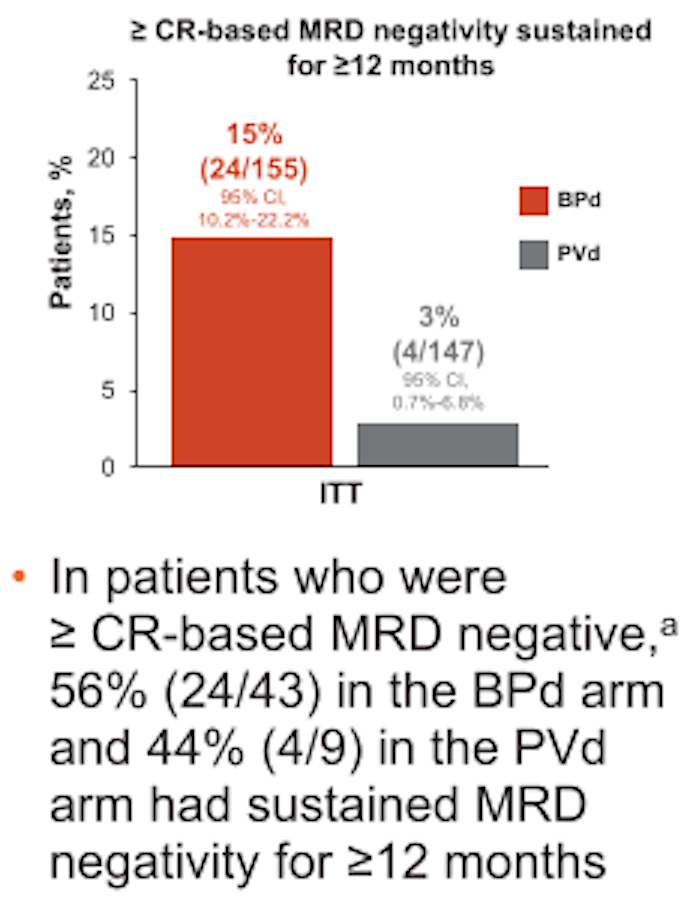 ≥ CR-based MRD negativity sustained
for ≥12 months
25
20
15
10
5
0
Patients, %
15%
(24/155)
95% CI,
10.2%-22.2%
3%
(4/147)
95% CI,
0.7%-6.8%
BPd
PVd
ITT
• In patients who were
≥ CR-based MRD negative,ᵃ
56% (24/43) in the BPd arm
and 44% (4/9) in the PVd
arm had sustained MRD
negativity for ≥12 months